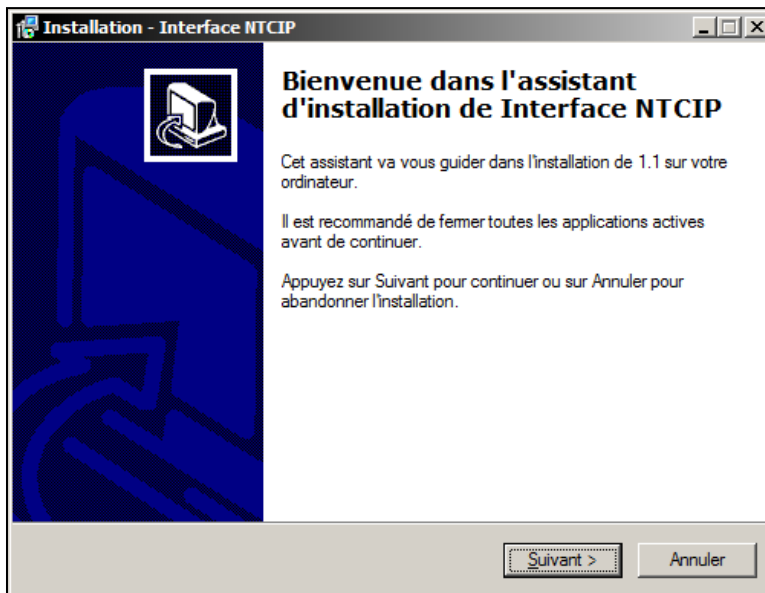 Installation - Interface NTCIP
Bienvenue dans l'assistant
d'installation de Interface NTCIP
Cet assistant va vous guider dans l'installation de 1.1 sur votre
ordinateur.
Il est recommandé de fermer toutes les applications actives
avant de continuer.
Appuyez sur Suivant pour continuer ou sur Annuler pour
abandonner l'installation.
Suivant >
Annuler